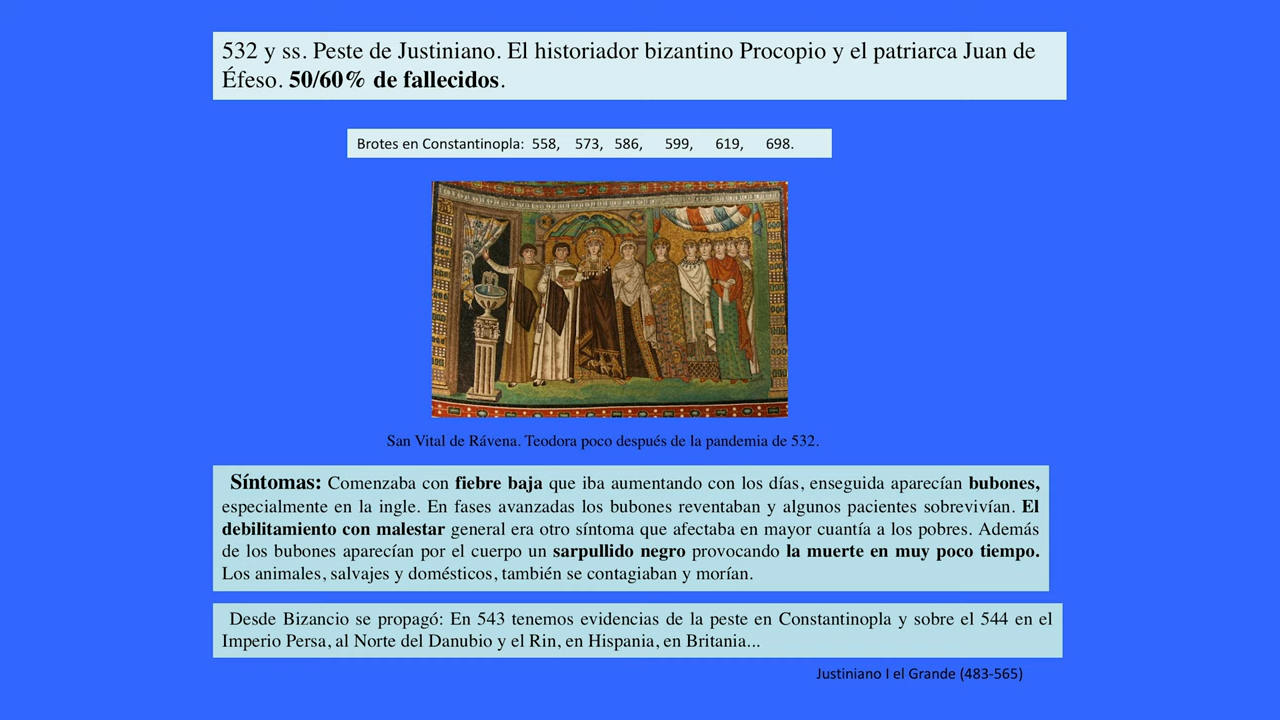 532 y ss. Peste de Justiniano. El historiador bizantino Procopio y el patriarca Juan de
Éfeso. 50/60% de fallecidos.
Brotes en Constantinopla: 558, 573, 586, 599, 619, 698.
San Vital de Rávena. Teodora poco después de la pandemia de 532.
Síntomas: Comenzaba con fiebre baja que iba aumentando con los días, enseguida aparecían bubones,
especialmente en la ingle. En fases avanzadas los bubones reventaban y algunos pacientes sobrevivían. El
debilitamiento con malestar general era otro síntoma que afectaba en mayor cuantía a los pobres. Además
de los bubones aparecían por el cuerpo un sarpullido negro provocando la muerte en muy poco tiempo.
Los animales, salvajes y domésticos, también se contagiaban y morían.
Desde Bizancio se propagó: En 543 tenemos evidencias de la peste en Constantinopla y sobre el 544 en el
Imperio Persa, al Norte del Danubio y el Rin, en Hispania, en Britania...
Justiniano I el Grande (483-565)